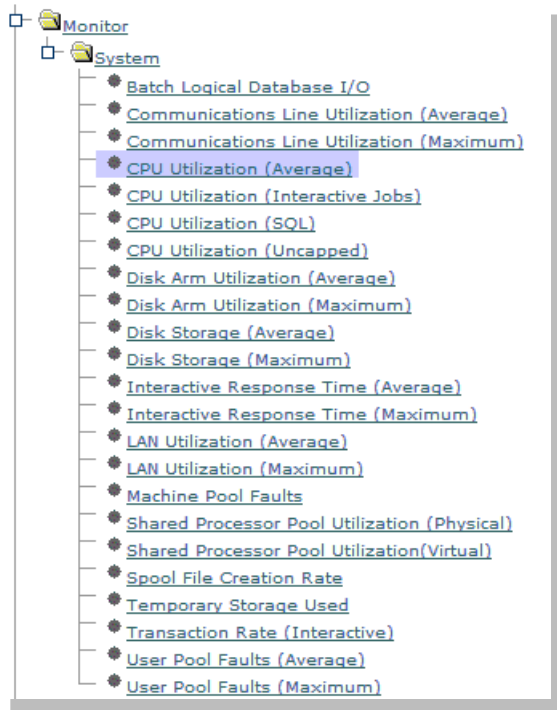 Monitor
System
Batch Logical Database I/O
Communications Line Utilization (Average)
Communications Line Utilization (Maximum)
CPU Utilization (Average)
CPU Utilization (Interactive Jobs)
CPU Utilization (SQL)
CPU Utilization (Uncapped)
Disk Arm Utilization (Average)
Disk Arm Utilization (Maximum)
Disk Storage (Average)
Disk Storage (Maximum)
Interactive Response Time (Average)
Interactive Response Time (Maximum)
LAN Utilization (Average)
LAN Utilization (Maximum)
Machine Pool Faults
Shared Processor Pool Utilization (Physical)
Shared Processor Pool Utilization(Virtual)
Spool File Creation Rate
Temporary Storage Used
Transaction Rate (Interactive)
User Pool Faults (Average)
User Pool Faults (Maximum)